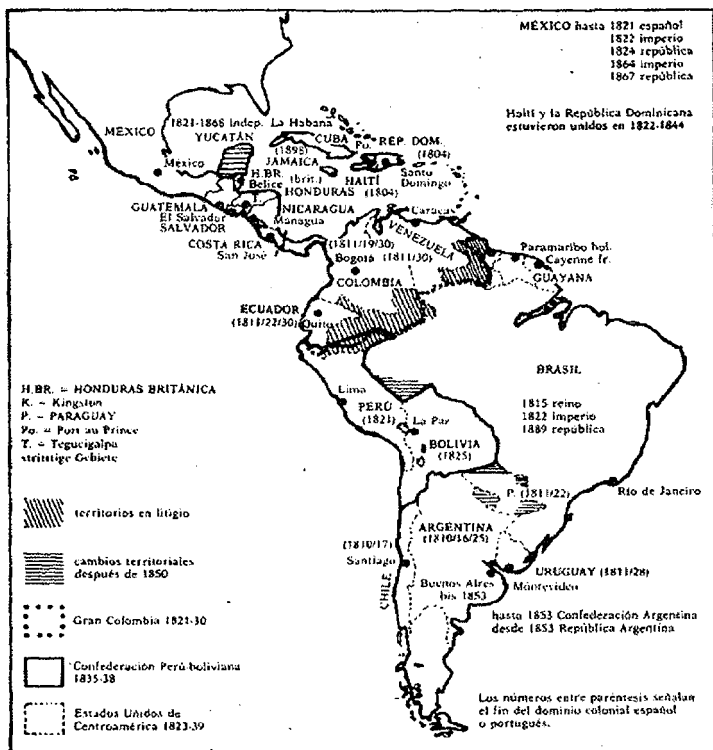 MÉXICO hasta 1821 español
1822 imperio
1824 república
1864 imperio
1867 república
Haití y la República Dominicana
estuvieron unidos en 1822-1844
1821-1868 Indep.
La Habana
MÉXICO
YUCATÁN
CUBA
Po.
REP. DOM.
(1898)
(1804)
JAMAICA
México
H.BR.
(brit.)
HAITÍ
Santo
Domingo
Belice
HONDURAS
(1804)
GUATEMALA
NICARAGUA
El Salvador
Managua
SALVADOR
Caracas
COSTA RICA
San José
(1811/19/30)
VENEZUELA
Bogotá
(1811/30)
Paramaribo hol.
Cayenne fr.
GUAYANA
COLOMBIA
ECUADOR
(1811/22/30)
Quito
BRASIL
1815 reino
1822 imperio
1889 república
H.BR. = HONDURAS BRITÁNICA
K. = Kingston
P. = PARAGUAY
Po. = Port au Prince
T. = Tegucigalpa
strittige Gebiete
Lima
PERÚ
(1821)
La Paz
BOLIVIA
(1825)
P. (1811/22)
Río de Janeiro
territorios en litigio
ARGENTINA
(1810/16/25)
(1810/17)
Santiago
cambios territoriales
después de 1850
CHILE
Buenos Aires
bis 1853
URUGUAY (1811/28)
Montevideo
Gran Colombia 1821-30
hasta 1853 Confederación Argentina
desde 1853 República Argentina
Confederación Perú-boliviana
1835-38
Estados Unidos de
Centroamérica 1823-39
Los números entre paréntesis señalan
el fin del dominio colonial español
o portugués.